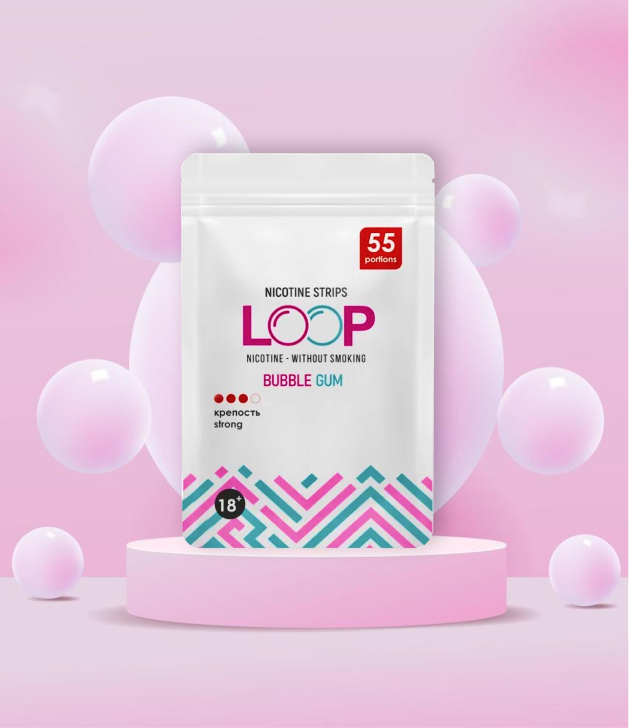 55
portions
NICOTINE STRIPS
LOOP
NICOTINE - WITHOUT SMOKING
BUBBLE GUM
крепость
strong
18+